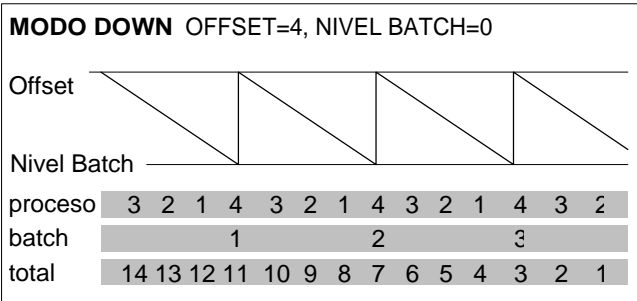 MODO DOWN OFFSET=4, NIVEL BATCH=0
Offset
Nivel Batch
proceso 3 2 1 4 3 2 1 4 3 2 1 4 3 2
batch 1 2 3
total 14 13 12 11 10 9 8 7 6 5 4 3 2 1